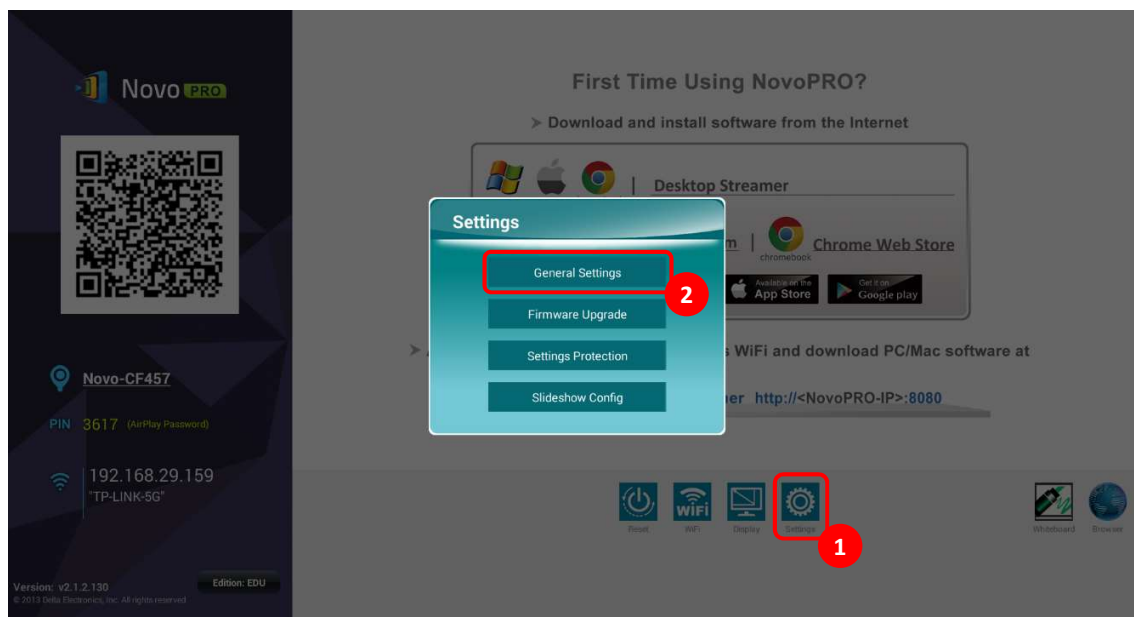 Novo PRO
Novo-CF457
PIN 3617 (AirPlay Password)
192.168.29.159
"TP-LINK-5G"
Version: v2.1.2.130
Edition: EDU
© 2013 Delta Electronics, Inc. All rights reserved
First Time Using NovoPRO?
➤ Download and install software from the Internet
| Desktop Streamer
| Chrome Web Store
chromebook
Available on the App Store
Get it on Google play
WiFi and download PC/Mac software at
http://<NovoPRO-IP>:8080
Settings
General Settings
2
Firmware Upgrade
Settings Protection
Slideshow Config
Reset
WiFi
WiFi
Display
Settings
1
Whiteboard
Browser